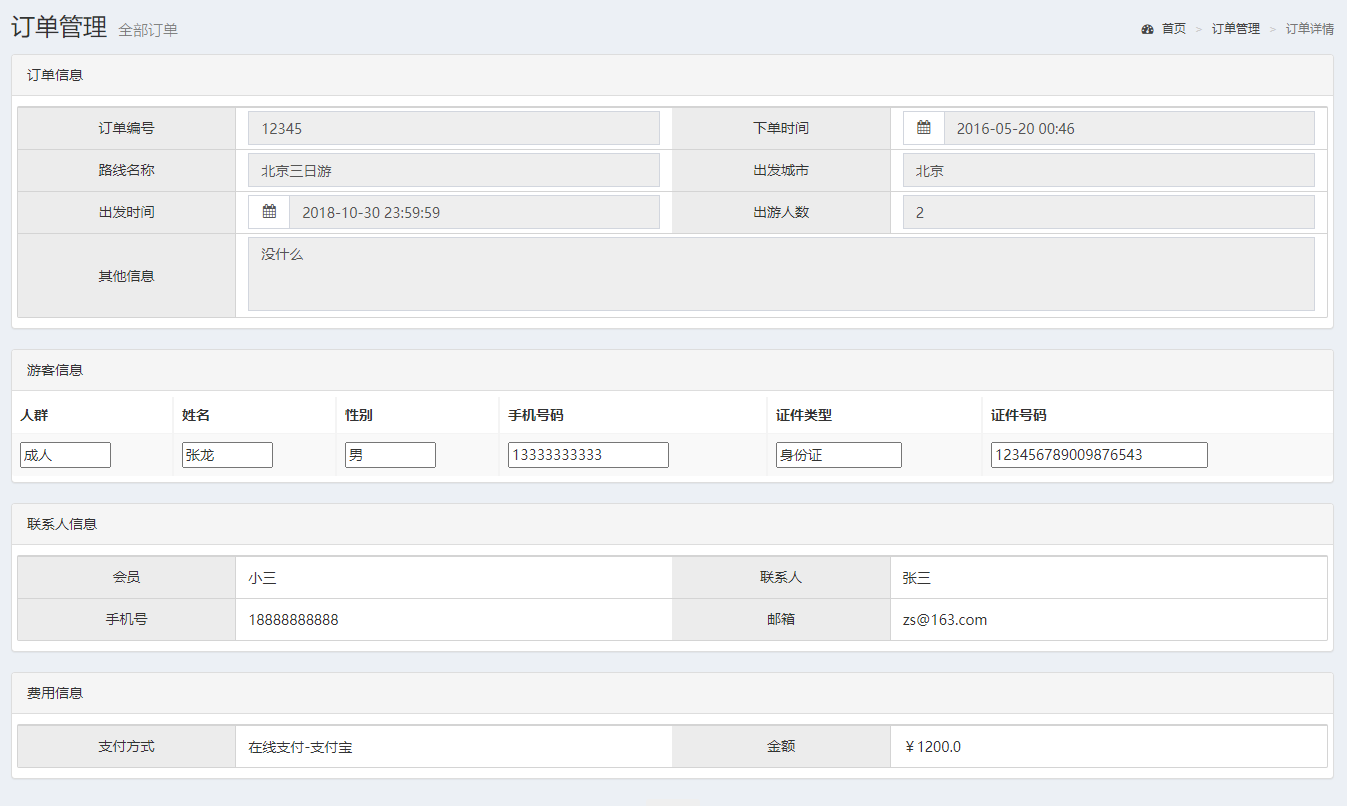 订单管理 全部订单
首页 > 订单管理 > 订单详情
订单信息
订单编号 12345 下单时间 2016-05-20 00:46
路线名称 北京三日游 出发城市 北京
出发时间 2018-10-30 23:59:59 出游人数 2
其他信息 没什么
游客信息
人群 姓名 性别 手机号码 证件类型 证件号码
成人 张龙 男 13333333333 身份证 123456789009876543
联系人信息
会员 小三 联系人 张三
手机号 18888888888 邮箱 zs@163.com
费用信息
支付方式 在线支付-支付宝 金额 ￥1200.0